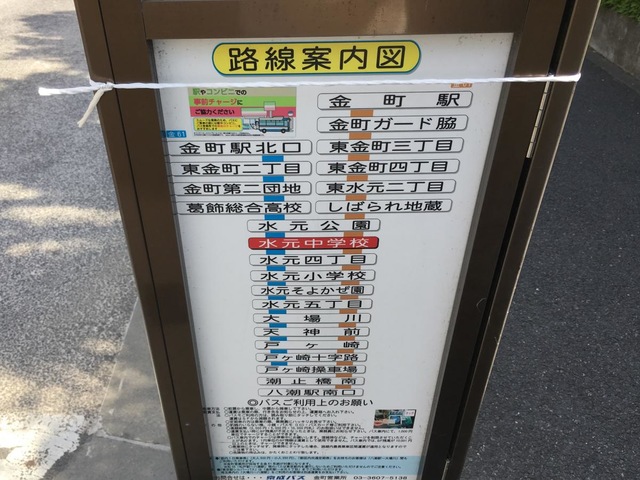 路線案内図
駅やコンビニでの
事前チャージに
ご協力ください
金61
金町駅
金町ガード脇
金町駅北口
東金町三丁目
東金町二丁目
東金町四丁目
金町第二団地
東水元二丁目
葛飾総合高校
しばられ地蔵
水元公園
水元中学校
水元四丁目
水元小学校
水元そよかぜ園
水元五丁目
大場川
天神前
戸ヶ崎
戸ヶ崎十字路
戸ヶ崎操車場
潮止橋南
八潮駅南口
◎バスご利用上のお願い
京成バス 金町営業所 03-3607-5138